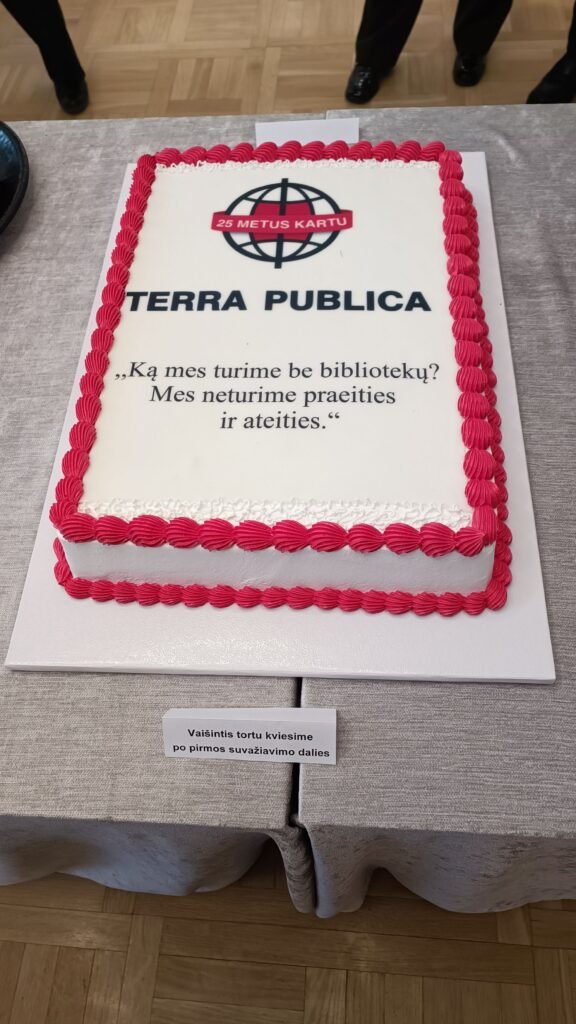 25 METUS KARTU
TERRA PUBLICA
„Ką mes turime be bibliotekų?
Mes neturime praeities
ir ateities.“
Vaišintis tortu kviesime
po pirmos suvažiavimo dalies